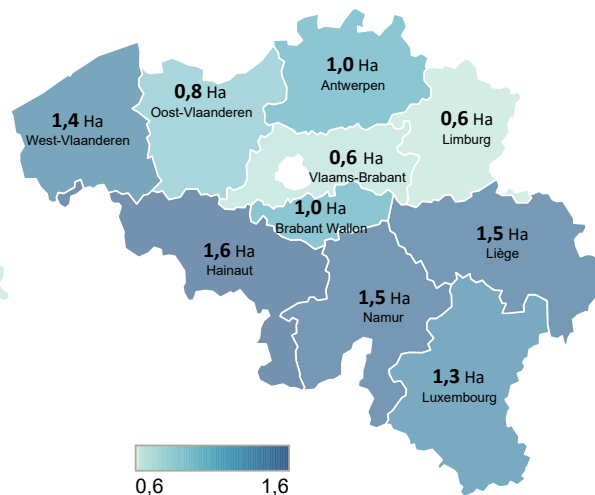 1,0 Ha
Antwerpen
0,8 Ha
Oost-Vlaanderen
1,4 Ha
West-Vlaanderen
0,6 Ha
Limburg
0,6 Ha
Vlaams-Brabant
1,0 Ha
Brabant Wallon
1,6 Ha
Hainaut
1,5 Ha
Liège
1,5 Ha
Namur
1,3 Ha
Luxembourg
0,6 1,6